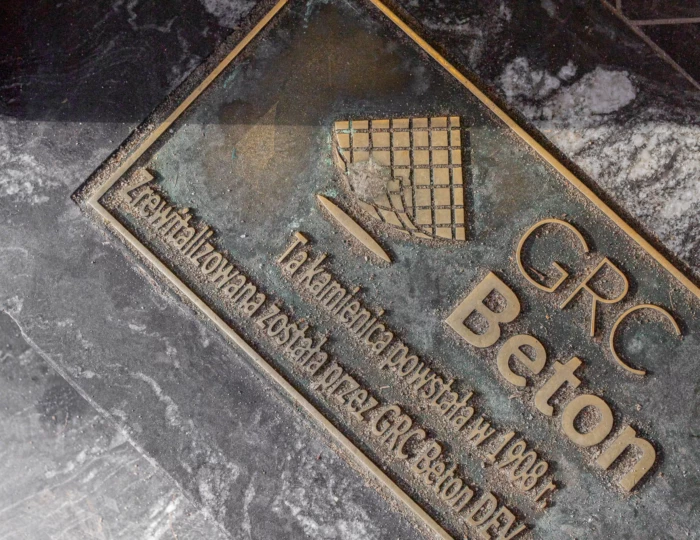 GRC
Beton
Ta kamienica powstała w 1908 r.
Zrewitalizowana została przez GRC Beton DEV